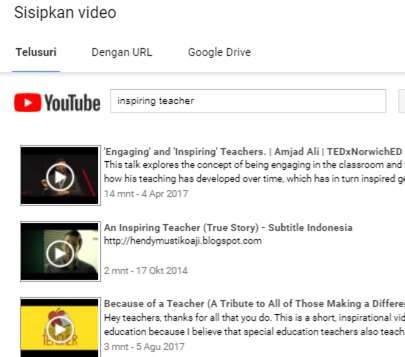 Sisipkan video
Telusuri Dengan URL Google Drive
YouTube inspiring teacher
'Engaging' and 'Inspiring' Teachers. | Amjad Ali | TEDxNorwichED
This talk explores the concept of being engaging in the classroom and
how his teaching has developed over time, which has in turn inspired
14 mnt - 4 Apr 2017
An Inspiring Teacher (True Story) - Subtitle Indonesia
http://hendymustikoaji.blogspot.com
2 mnt - 17 Okt 2014
Because of a Teacher (A Tribute to All of Those Making a
Hey teachers, thanks for all that you do. This is a short, inspirational
education because I believe that special education teachers also
3 mnt - 5 Agu 2017